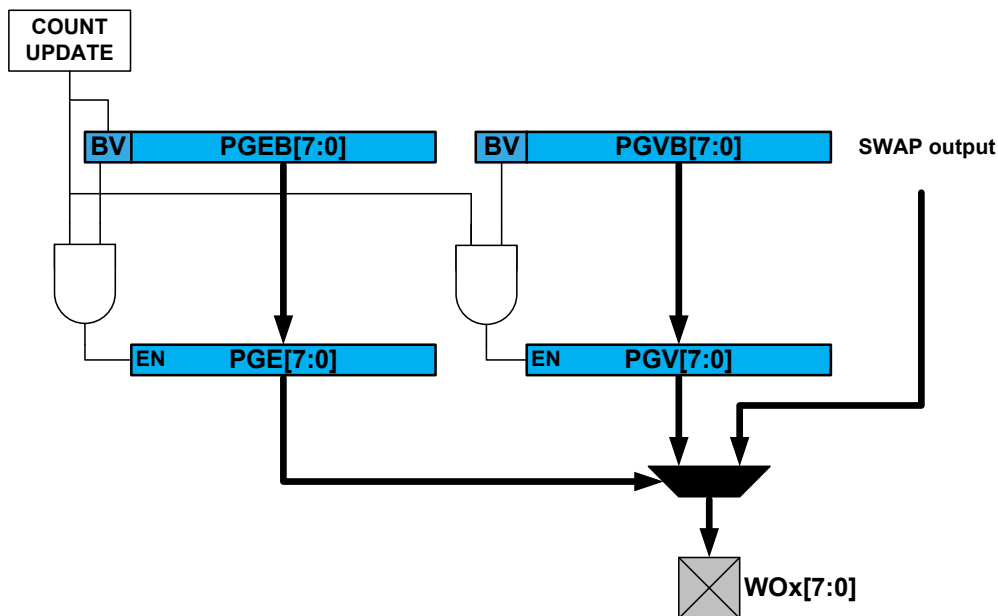 COUNT
UPDATE
BV PGEB[7:0] BV PGVB[7:0] SWAP output
EN PGE[7:0] EN PGV[7:0]
WOx[7:0]